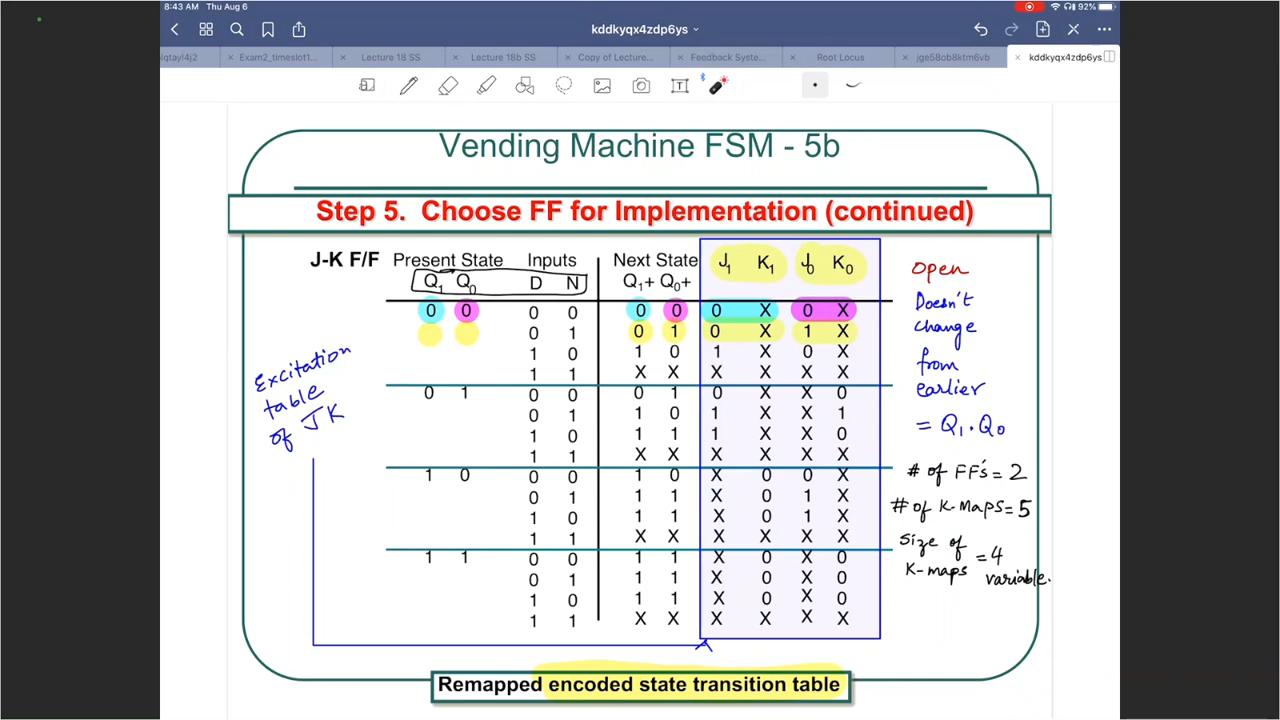 8:43 AM Thu Aug 6
92%
kddkyqx4zdp6ys
lqtayl4j2
Exam2_timeslot1...
Lecture 18 SS
Lecture 18b SS
Copy of Lecture...
Feedback Syste...
Root Locus
jge58ob8ktm6vb
kddkyqx4zdp6ys
Vending Machine FSM - 5b
Step 5. Choose FF for Implementation (continued)
J-K F/F Present State Inputs Next State J1 K1 J0 K0
Q1 Q0 D N Q1+ Q0+
0 0 0 0 0 0 0 X 0 X
0 1 0 1 0 X 1 X
1 0 1 0 1 X 0 X
1 1 X X X X X X
0 1 0 0 0 1 0 X X 0
0 1 1 0 1 X X 1
1 0 1 1 1 X X 0
1 1 X X X X X X
1 0 0 0 1 0 X 0 0 X
0 1 1 1 X 0 1 X
1 0 1 1 X 0 1 X
1 1 X X X X X X
1 1 0 0 1 1 X 0 X 0
0 1 1 1 X 0 X 0
1 0 1 1 X 0 X 0
1 1 X X X X X X
Excitation
table
of JK
open
Doesn't
change
from
earlier
= Q1·Q0
# of FF's = 2
# of K-Maps = 5
Size of
K-maps = 4
variable.
Remapped encoded state transition table